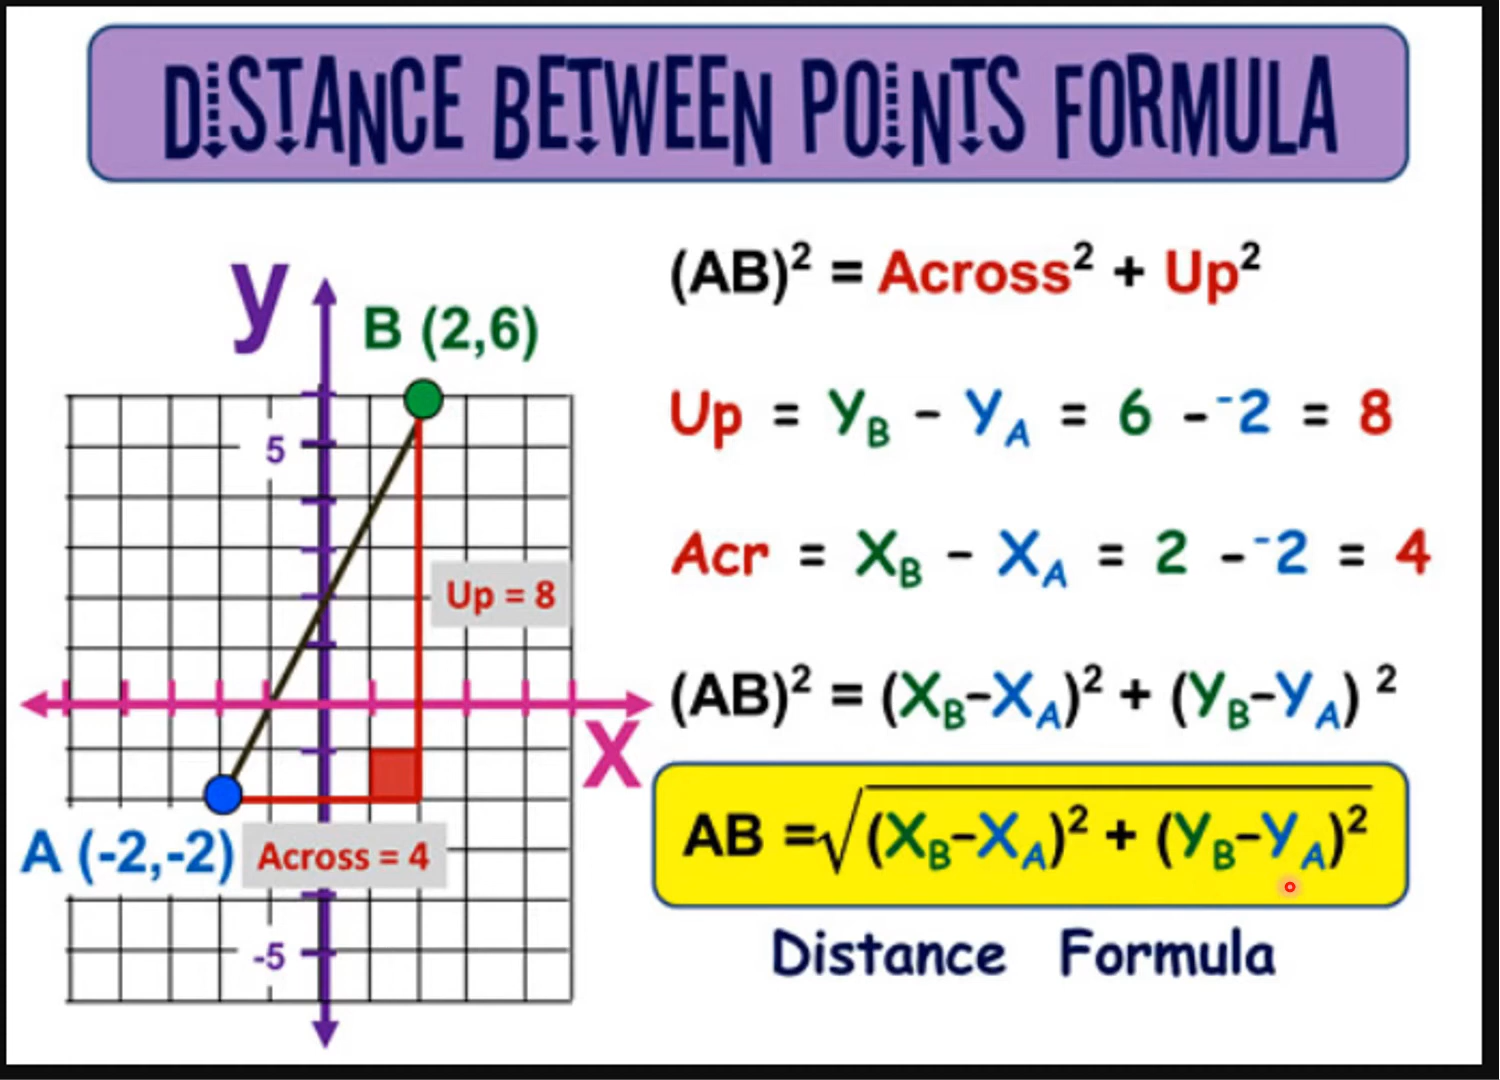 DISTANCE BETWEEN POINTS FORMULA
y
B (2,6)
5
Up = 8
X
A (-2,-2)
Across = 4
-5
(AB)² = Across² + Up²
Up = Y_B - Y_A = 6 - ⁻2 = 8
Acr = X_B - X_A = 2 - ⁻2 = 4
(AB)² = (X_B-X_A)² + (Y_B-Y_A) ²
AB = √(X_B-X_A)² + (Y_B-Y_A)²
Distance Formula